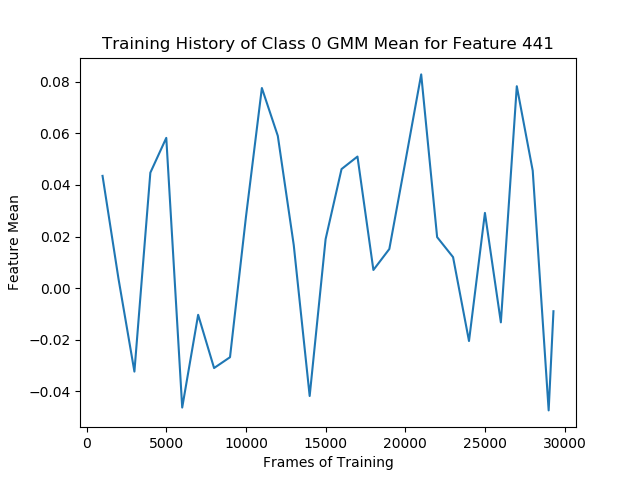 Training History of Class 0 GMM Mean for Feature 441
0.08
0.06
0.04
0.02
0.00
−0.02
−0.04
Feature Mean
0 5000 10000 15000 20000 25000 30000
Frames of Training